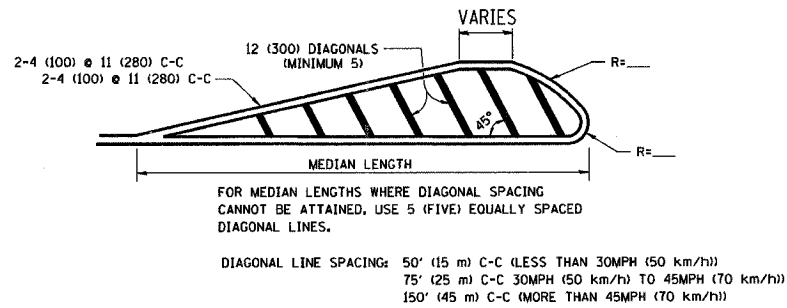 VARIES
2-4 (100) @ 11 (280) C-C
2-4 (100) @ 11 (280) C-C
12 (300) DIAGONALS
(MINIMUM 5)
R=___
45°
R=___
MEDIAN LENGTH
FOR MEDIAN LENGTHS WHERE DIAGONAL SPACING
CANNOT BE ATTAINED, USE 5 (FIVE) EQUALLY SPACED
DIAGONAL LINES.
DIAGONAL LINE SPACING: 50' (15 m) C-C (LESS THAN 30MPH (50 km/h))
75' (25 m) C-C 30MPH (50 km/h) TO 45MPH (70 km/h))
150' (45 m) C-C (MORE THAN 45MPH (70 km/h))